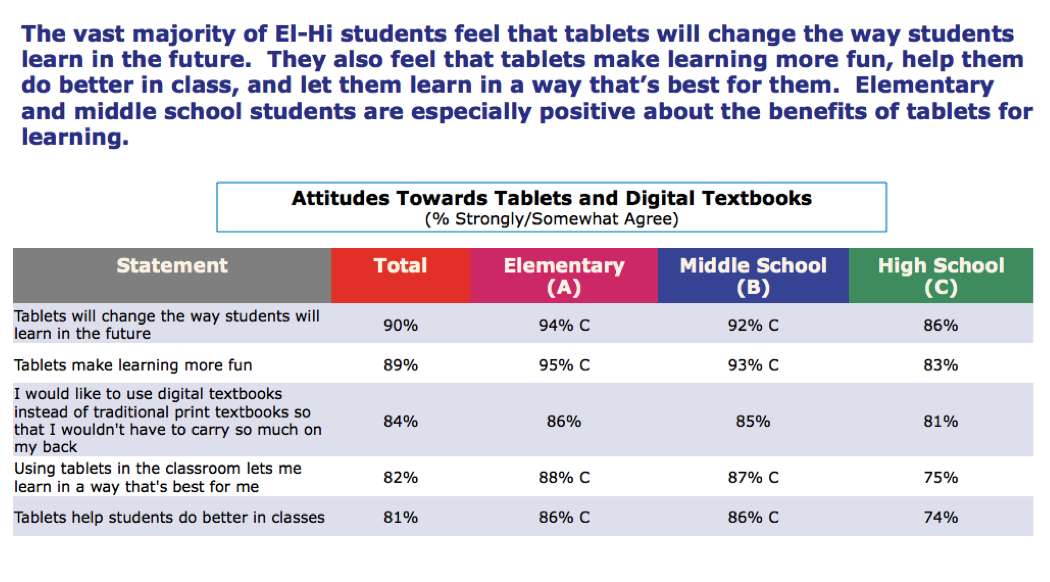 The vast majority of El-Hi students feel that tablets will change the way students
learn in the future.  They also feel that tablets make learning more fun, help them
do better in class, and let them learn in a way that’s best for them.  Elementary
and middle school students are especially positive about the benefits of tablets for
learning.
Attitudes Towards Tablets and Digital Textbooks
(% Strongly/Somewhat Agree)
Statement Total Elementary (A) Middle School (B) High School (C)
Tablets will change the way students will
learn in the future 90% 94% C 92% C 86%
Tablets make learning more fun 89% 95% C 93% C 83%
I would like to use digital textbooks
instead of traditional print textbooks so
that I wouldn't have to carry so much on
my back 84% 86% 85% 81%
Using tablets in the classroom lets me
learn in a way that's best for me 82% 88% C 87% C 75%
Tablets help students do better in classes 81% 86% C 86% C 74%